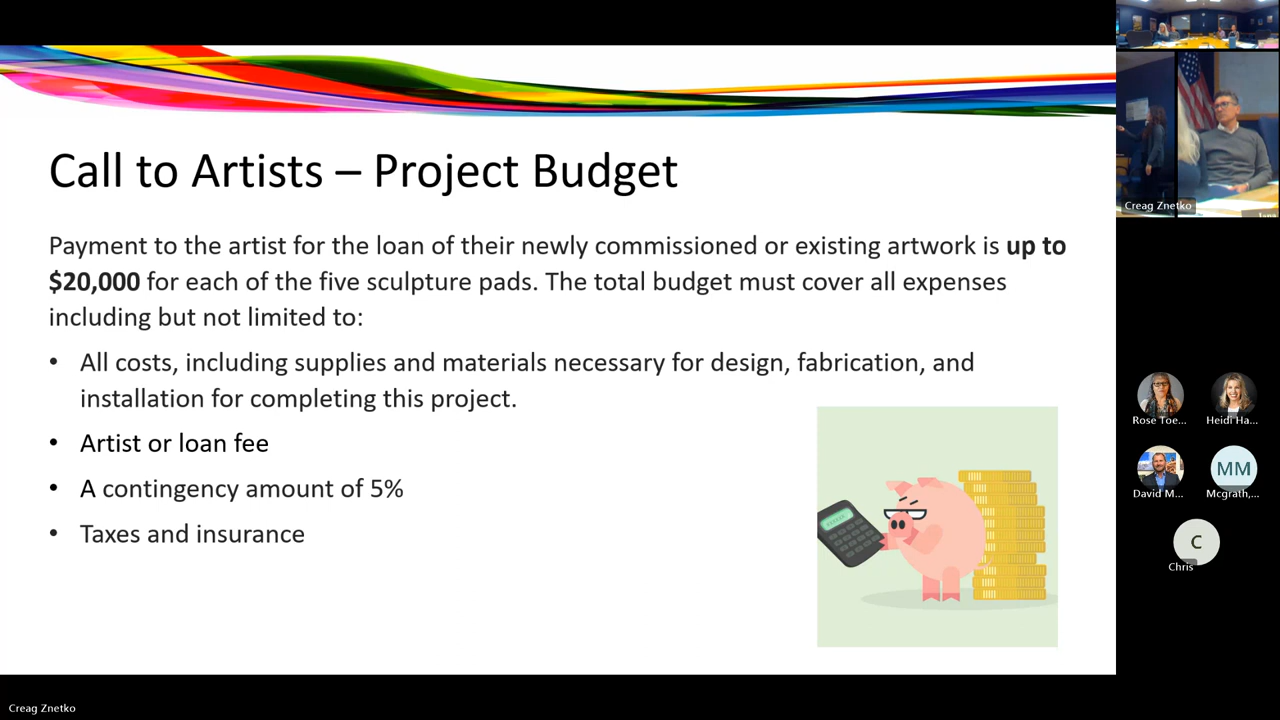 Call to Artists – Project Budget
Payment to the artist for the loan of their newly commissioned or existing artwork is up to
$20,000 for each of the five sculpture pads. The total budget must cover all expenses
including but not limited to:
• All costs, including supplies and materials necessary for design, fabrication, and
installation for completing this project.
• Artist or loan fee
• A contingency amount of 5%
• Taxes and insurance
Creag Znetko
Rose Toe...
Heidi Ha...
David M...
MM
Mcgrath,...
C
Chris
Creag Znetko